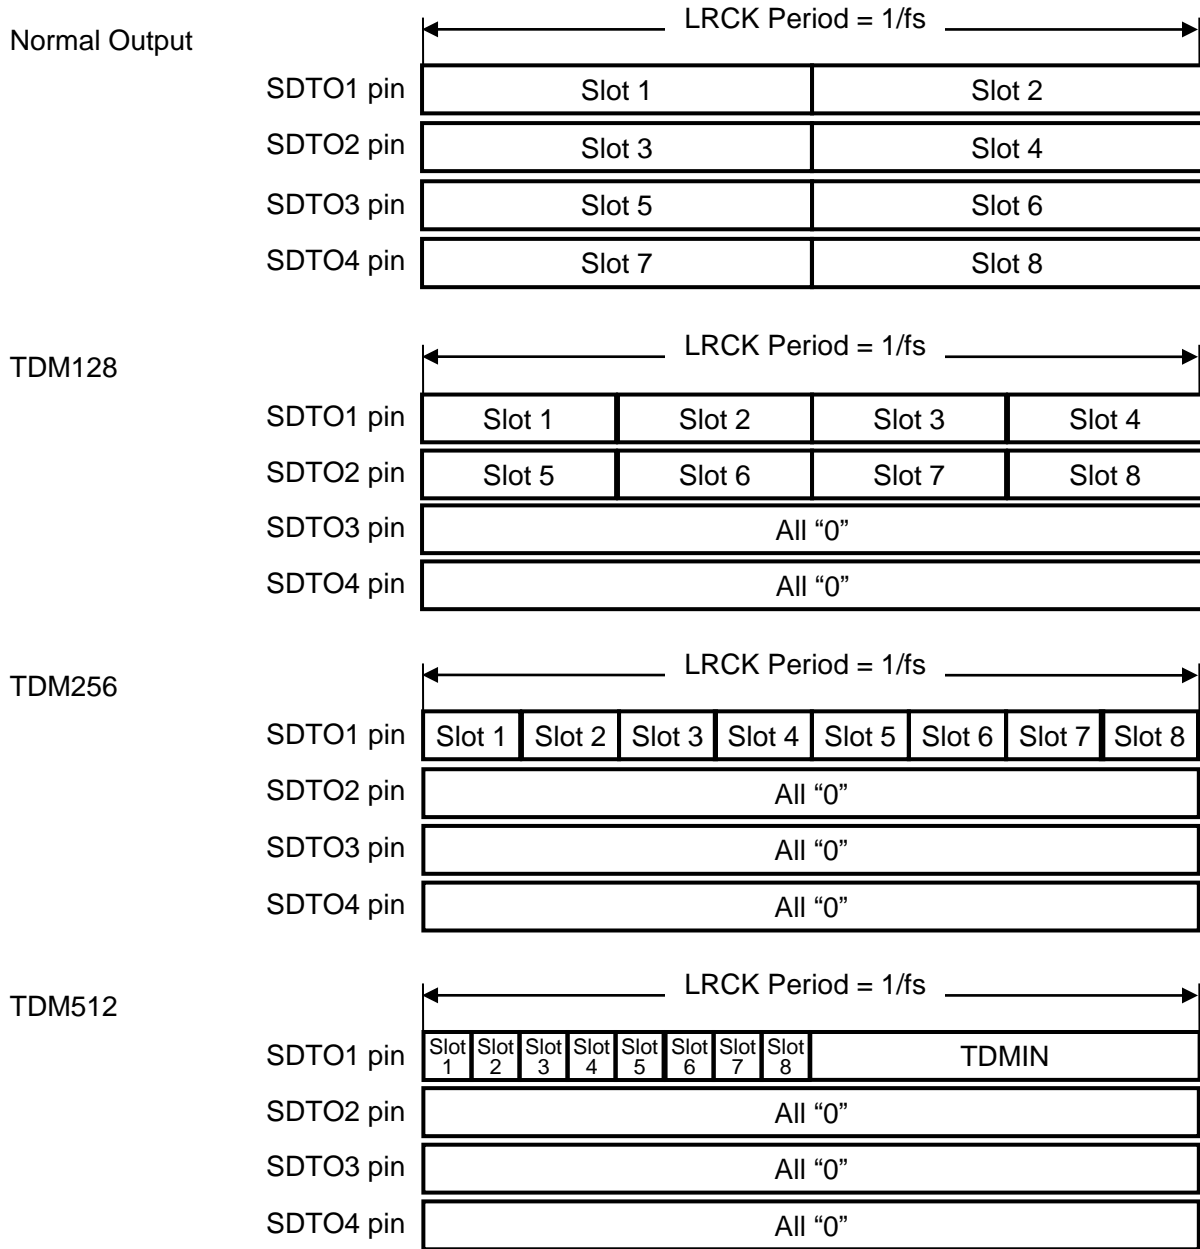 Normal Output
LRCK Period = 1/fs
SDTO1 pin Slot 1 Slot 2
SDTO2 pin Slot 3 Slot 4
SDTO3 pin Slot 5 Slot 6
SDTO4 pin Slot 7 Slot 8
TDM128
LRCK Period = 1/fs
SDTO1 pin Slot 1 Slot 2 Slot 3 Slot 4
SDTO2 pin Slot 5 Slot 6 Slot 7 Slot 8
SDTO3 pin All “0”
SDTO4 pin All “0”
TDM256
LRCK Period = 1/fs
SDTO1 pin Slot 1 Slot 2 Slot 3 Slot 4 Slot 5 Slot 6 Slot 7 Slot 8
SDTO2 pin All “0”
SDTO3 pin All “0”
SDTO4 pin All “0”
TDM512
LRCK Period = 1/fs
SDTO1 pin Slot 1 Slot 2 Slot 3 Slot 4 Slot 5 Slot 6 Slot 7 Slot 8 TDMIN
SDTO2 pin All “0”
SDTO3 pin All “0”
SDTO4 pin All “0”